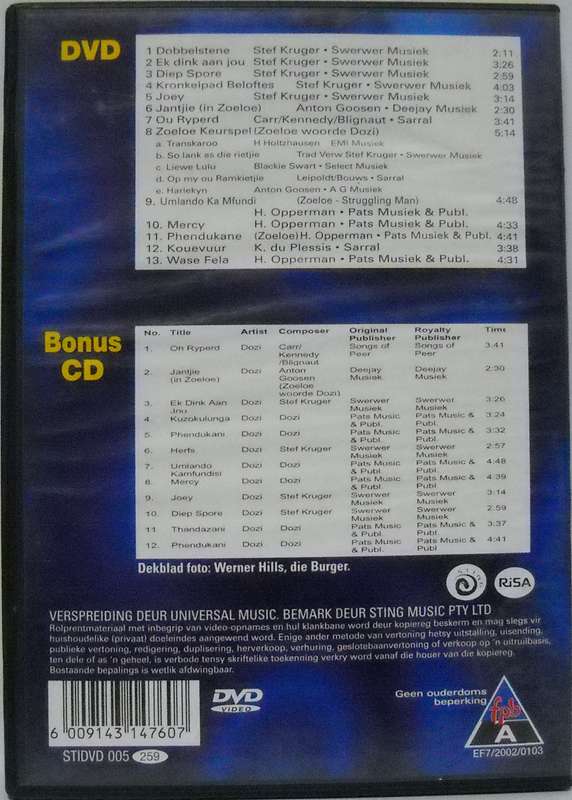 DVD
1 Dobbelstene Stef Kruger • Swerwer Musiek 2:11
2 Ek dink aan jou Stef Kruger • Swerwer Musiek 3:26
3 Diep Spore Stef Kruger • Swerwer Musiek 2:59
4 Kronkelpad Beloftes Stef Kruger • Swerwer Musiek 4:03
5 Joey Stef Kruger • Swerwer Musiek 3:14
6 Jantjie (in Zoeloe) Anton Goosen • Deejay Musiek 2:30
7 Ou Ryperd Carr/Kennedy/Blignaut • Sarral 3:41
8 Zoeloe Keurspel (Zoeloe woorde Dozi) 5:14
a. Transkaroo H Holtzhausen EMI Musiek
b. So lank as die rietjie Trad Verw Stef Kruger • Swerwer Musiek
c. Liewe Lulu Blackie Swart • Select Musiek
d. Op my ou Ramkietjie Leipoldt/Bouws • Sarral
e. Harlekyn Anton Goosen • A G Musiek
9. Umlando Ka Mfundi (Zoeloe - Struggling Man) 4:48
H. Opperman • Pats Musiek & Publ.
10. Mercy H. Opperman • Pats Musiek & Publ. 4:33
11. Phendukane (Zoeloe) H. Opperman • Pats Musiek & Publ. 4:41
12. Kouevuur K. du Plessis • Sarral 3:38
13. Wase Fela H. Opperman • Pats Musiek & Publ. 4:31
Bonus
CD
No. Title Artist Composer Original Publisher Royalty Publisher Time
1. Oh Ryperd Dozi Carr/ Kennedy /Blignaut Songs of Peer Songs of Peer 3:41
2. Jantjie (in Zoeloe) Dozi Anton Goosen (Zoeloe woorde Dozi) Deejay Musiek Deejay Musiek 2:30
3. Ek Dink Aan Jou Dozi Stef Kruger Swerwer Musiek Swerwer Musiek 3:26
4. Kuzokulunga Dozi Dozi Pats Music & Publ. Pats Music & Publ. 3:24
5. Phendukani Dozi Dozi Pats Music & Publ. Pats Music & Publ. 3:32
6. Herfs Dozi Stef Kruger Swerwer Musiek Swerwer Musiek 2:57
7. Umlando Kamfundisi Dozi Dozi Pats Music & Publ. Pats Music & Publ. 4:48
8. Mercy Dozi Dozi Pats Music & Publ. Pats Music & Publ. 4:39
9. Joey Dozi Stef Kruger Swerwer Musiek Swerwer Musiek 3:14
10. Diep Spore Dozi Stef Kruger Swerwer Musiek Swerwer Musiek 2:59
11. Thandazani Dozi Dozi Pats Music & Publ. Pats Music & Publ. 3:37
12. Phendukani Dozi Dozi Pats Music & Publ. Pats Music & Publ. 4:41
Dekblad foto: Werner Hills, die Burger.
RiSA
VERSPREIDING DEUR UNIVERSAL MUSIC. BEMARK DEUR STING MUSIC PTY LTD
Rolprentmateriaal met inbegrip van video-opnames en hul klankbane word deur kopiereg beskerm en mag slegs vir
huishoudelike (privaat) doeleindes aangewend word. Enige ander metode van vertoning hetsy uitstalling, uisending,
publieke vertoning, redigering, duplisering, herverkoop, verhuring, geslotebaanvertoning of verkoop op 'n uitruilbasis,
ten dele of as 'n geheel, is verbode tensy skriftelike toekenning verkry word vanaf die houer van die kopiereg.
Bostaande bepalings is wetlik afdwingbaar.
6 009143 147607
STIDVD 005 259
DVD
VIDEO
Geen ouderdoms
beperking
fpb
A
EF7/2002/0103